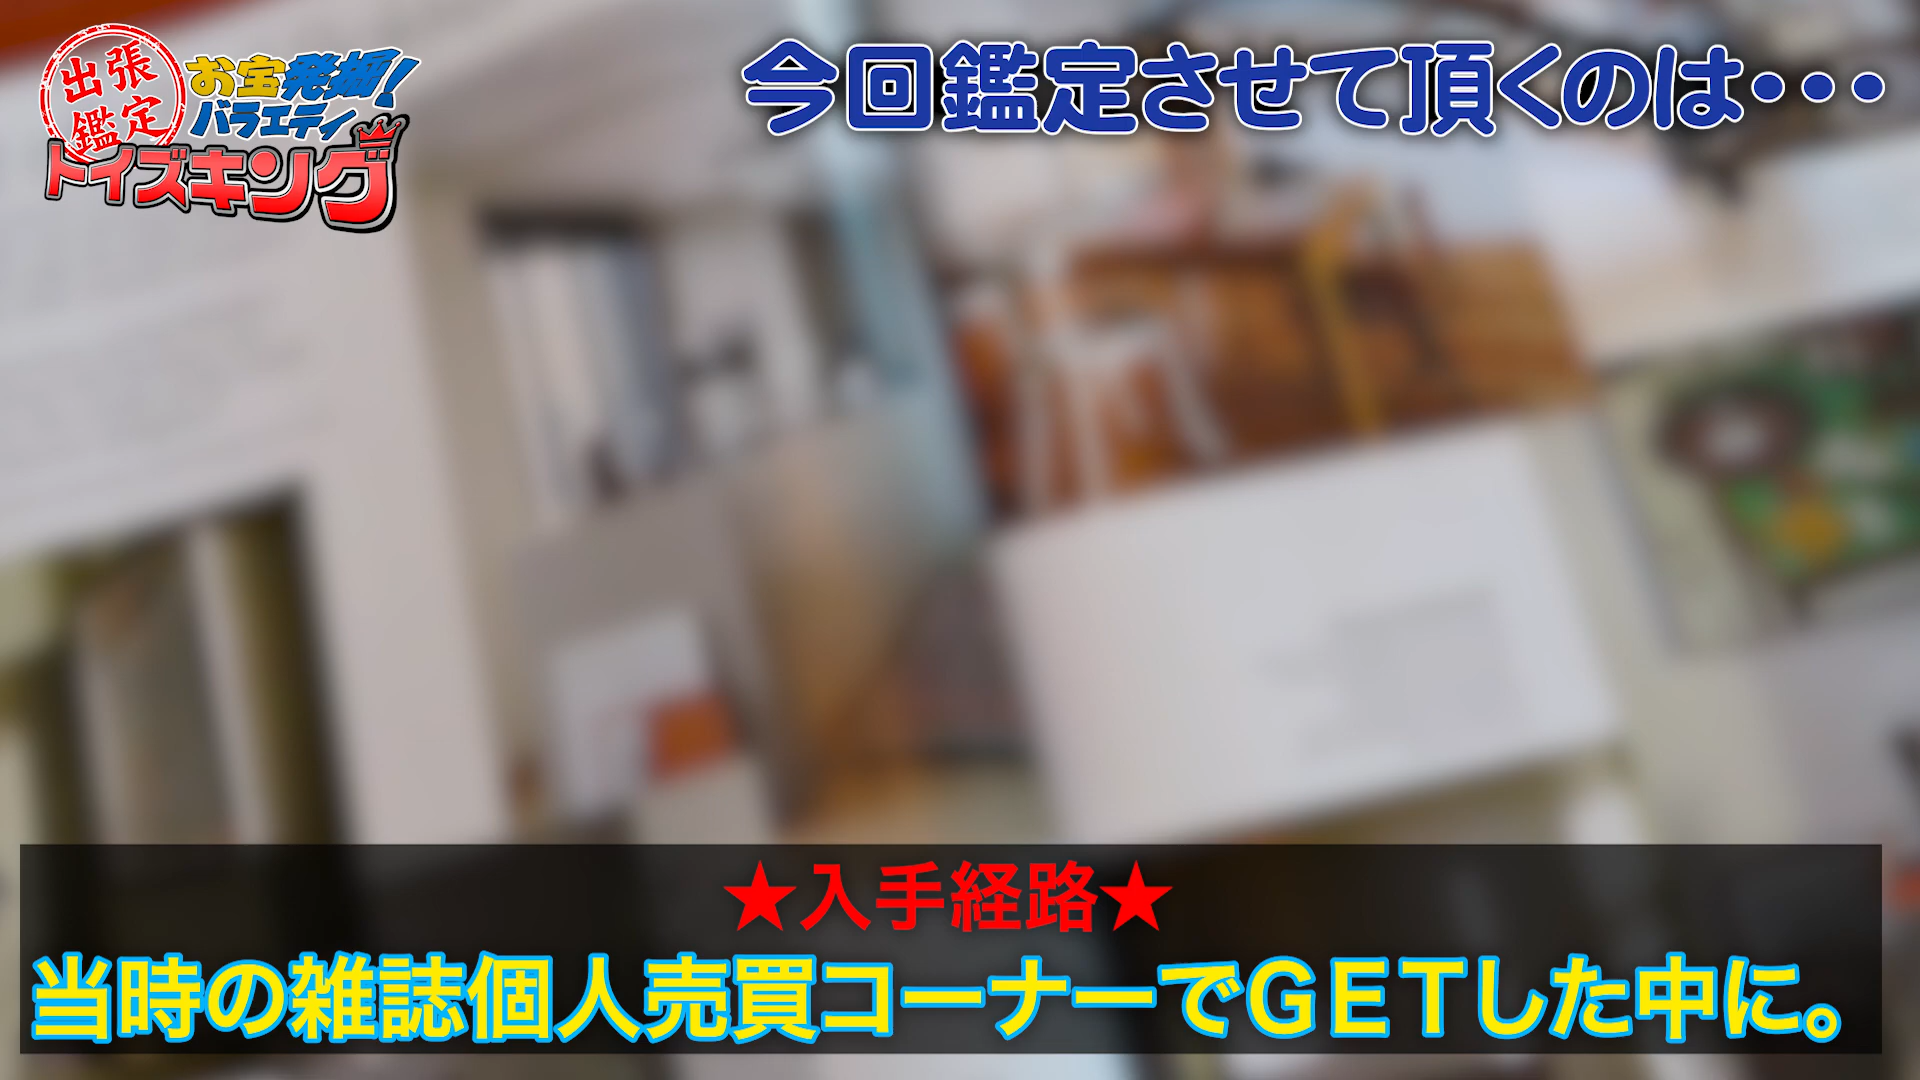 出張
鑑定
お宝発掘!
バラエティ
トイズキング
今回鑑定させて頂くのは・・・
★入手経路★
当時の雑誌個人売買コーナーでGETした中に。